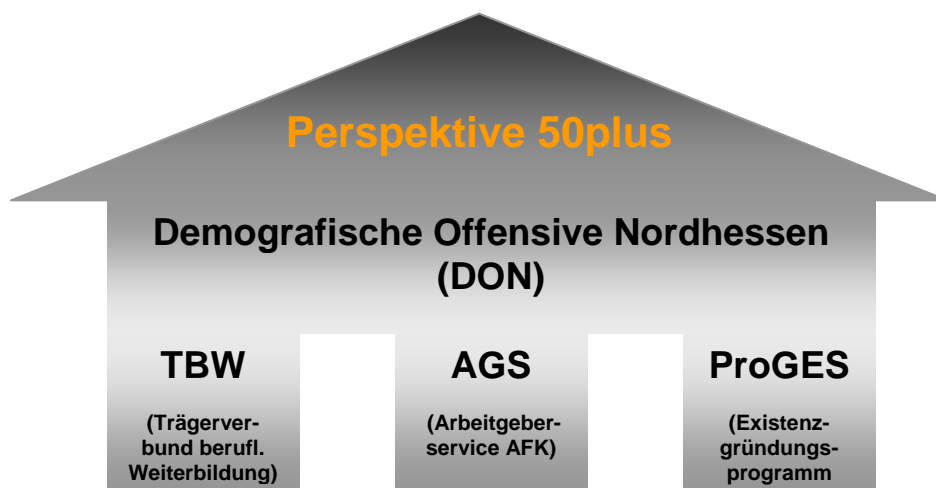 Perspektive 50plus
Demografische Offensive Nordhessen
(DON)
TBW
(Trägerver-
bund berufl.
Weiterbildung)
AGS
(Arbeitgeber-
service AFK)
ProGES
(Existenz-
gründungs-
programm